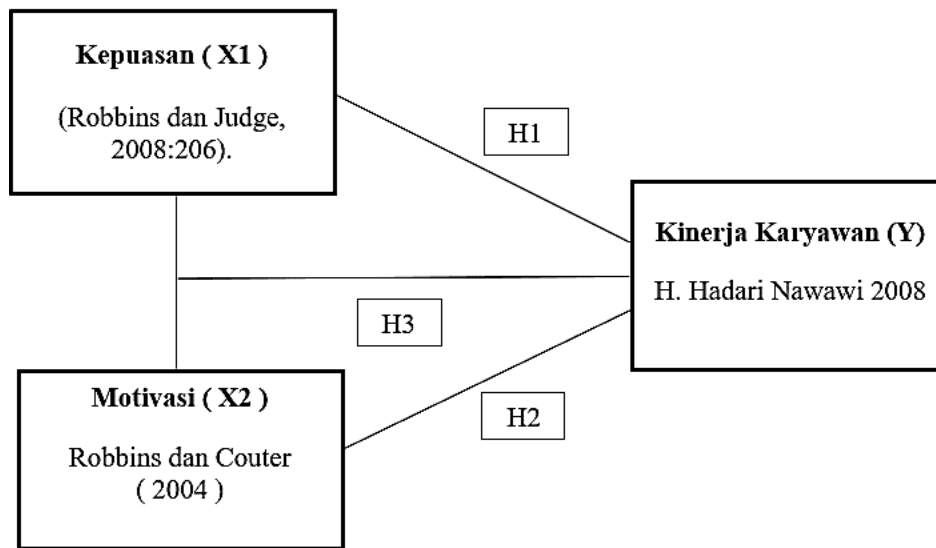 Kepuasan ( X1 )
(Robbins dan Judge,
2008:206).
H1
Kinerja Karyawan (Y)
H. Hadari Nawawi 2008
H3
Motivasi ( X2 )
Robbins dan Couter
( 2004 )
H2